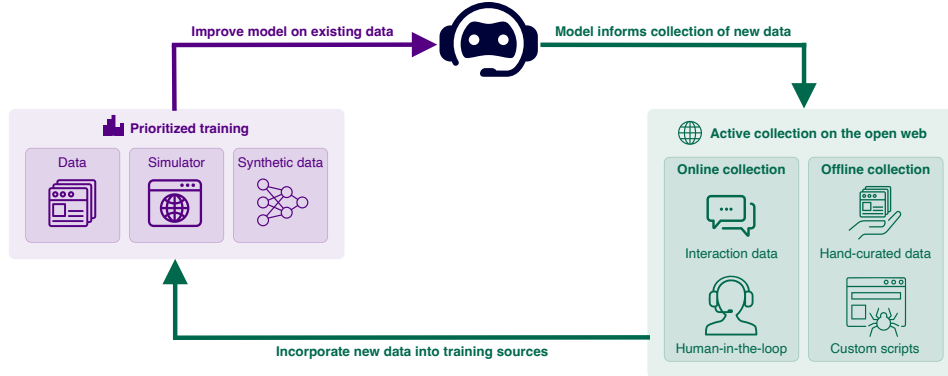 Improve model on existing data
Model informs collection of new data
Prioritized training
Data
Simulator
Synthetic data
Active collection on the open web
Online collection
Offline collection
Interaction data
Hand-curated data
Human-in-the-loop
Custom scripts
Incorporate new data into training sources